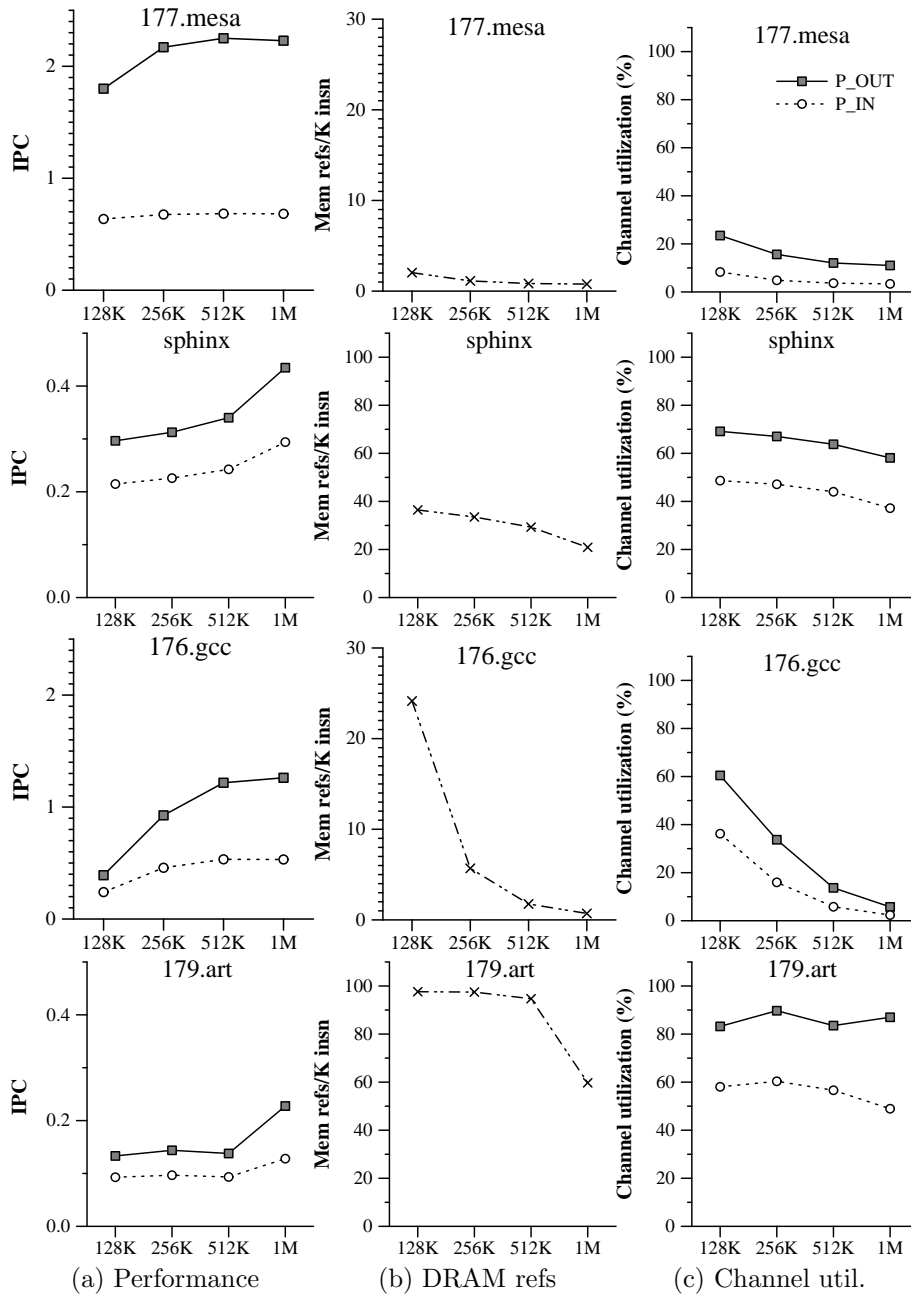 177.mesa
IPC
2
1
0
128K 256K 512K 1M
177.mesa
Mem refs/K insn
30
20
10
0
128K 256K 512K 1M
177.mesa
Channel utilization (%)
100
80
60
40
20
0
P_OUT
P_IN
128K 256K 512K 1M
sphinx
IPC
0.4
0.2
0.0
128K 256K 512K 1M
sphinx
Mem refs/K insn
100
80
60
40
20
0
128K 256K 512K 1M
sphinx
Channel utilization (%)
100
80
60
40
20
0
128K 256K 512K 1M
176.gcc
IPC
2
1
0
128K 256K 512K 1M
176.gcc
Mem refs/K insn
30
20
10
0
128K 256K 512K 1M
176.gcc
Channel utilization (%)
100
80
60
40
20
0
128K 256K 512K 1M
179.art
IPC
0.4
0.2
0.0
128K 256K 512K 1M
179.art
Mem refs/K insn
100
80
60
40
20
0
128K 256K 512K 1M
179.art
Channel utilization (%)
100
80
60
40
20
0
128K 256K 512K 1M
(a) Performance
(b) DRAM refs
(c) Channel util.